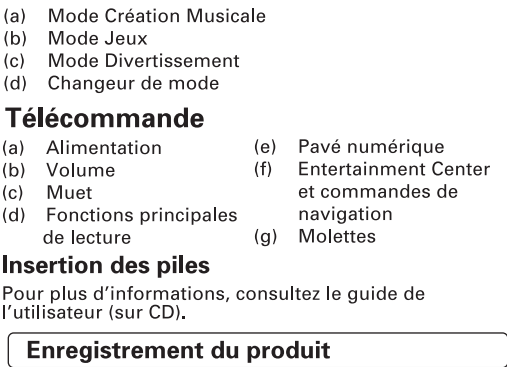 (a) Mode Création Musicale
(b) Mode Jeux
(c) Mode Divertissement
(d) Changeur de mode
Télécommande
(a) Alimentation
(b) Volume
(c) Muet
(d) Fonctions principales
de lecture
(e) Pavé numérique
(f) Entertainment Center
et commandes de
navigation
(g) Molettes
Insertion des piles
Pour plus d’informations, consultez le guide de
l’utilisateur (sur CD).
Enregistrement du produit